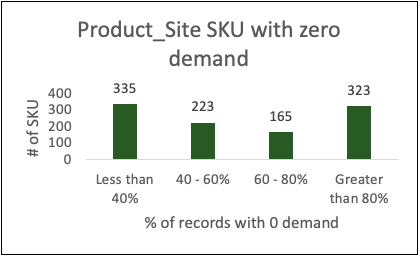 Product_Site SKU with zero
demand
335
223
165
323
400
300
200
100
0
# of SKU
Less than
40%
40 - 60%
60 - 80%
Greater
than 80%
% of records with 0 demand